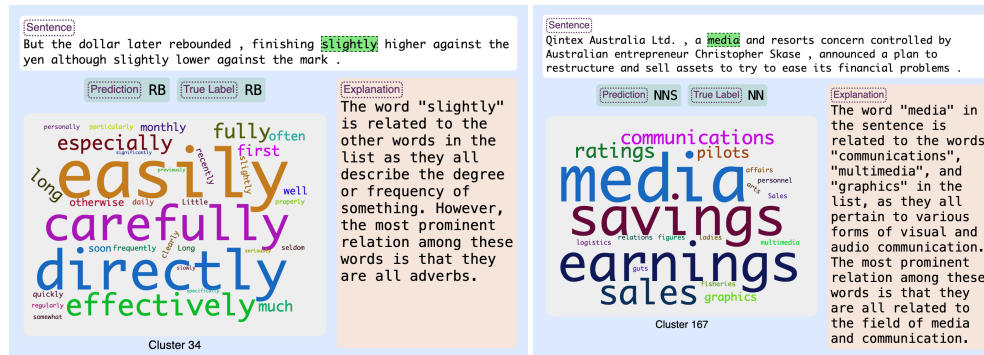 Sentence
But the dollar later rebounded , finishing slightly higher against the
yen although slightly lower against the mark .
Prediction RB True Label RB
personally particularly monthly fully often
especially significantly first
easily
previously recently slightly
long well
otherwise daily Little properly
carefully
soon frequently clearly Long seriously seldom
directly
slowly
quickly specifically
effectively much
regularly
somewhat
Cluster 34
Explanation
The word "slightly"
is related to the
other words in the
list as they all
describe the degree
or frequency of
something. However,
the most prominent
relation among these
words is that they
are all adverbs.
Sentence
Qintex Australia Ltd. , a media and resorts concern controlled by
Australian entrepreneur Christopher Skase , announced a plan to
restructure and sell assets to try to ease its financial problems .
Prediction NNS True Label NN
communications
ratings pilots
media affairs
personnel
arts Sales
savings
logistics relations figures ladies multimedia
earnings
guts fisheries
sales graphics
Cluster 167
Explanation
The word "media" in
the sentence is
related to the words
"communications",
"multimedia", and
"graphics" in the
list, as they all
pertain to various
forms of visual and
audio communication.
The most prominent
relation among these
words is that they
are all related to
the field of media
and communication.